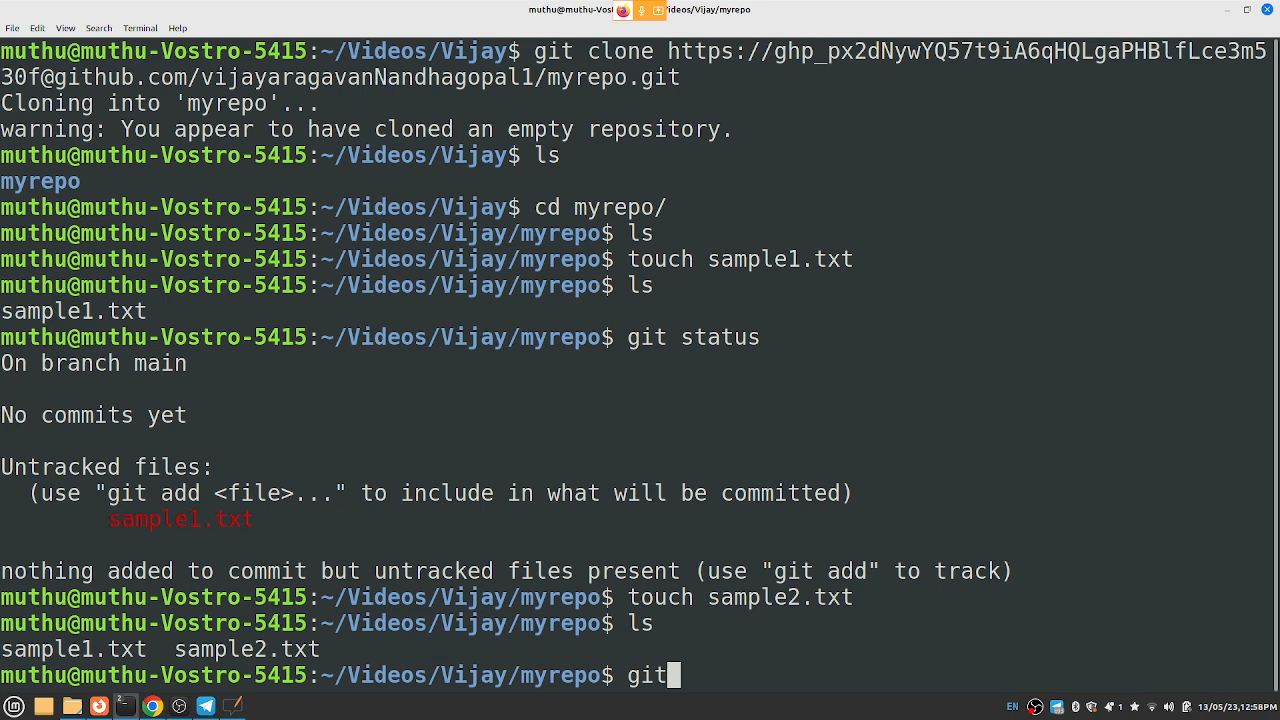 muthu@muthu-Vostro-5415: ~/Videos/Vijay/myrepo
File Edit View Search Terminal Help
muthu@muthu-Vostro-5415:~/Videos/Vijay$ git clone https://ghp_px2dNywYQ57t9iA6qHQLgaPHBlfLce3m5
30f@github.com/vijayaragavanNandhagopal1/myrepo.git
Cloning into 'myrepo'...
warning: You appear to have cloned an empty repository.
muthu@muthu-Vostro-5415:~/Videos/Vijay$ ls
myrepo
muthu@muthu-Vostro-5415:~/Videos/Vijay$ cd myrepo/
muthu@muthu-Vostro-5415:~/Videos/Vijay/myrepo$ ls
muthu@muthu-Vostro-5415:~/Videos/Vijay/myrepo$ touch sample1.txt
muthu@muthu-Vostro-5415:~/Videos/Vijay/myrepo$ ls
sample1.txt
muthu@muthu-Vostro-5415:~/Videos/Vijay/myrepo$ git status
On branch main
No commits yet
Untracked files:
(use "git add <file>..." to include in what will be committed)
sample1.txt
nothing added to commit but untracked files present (use "git add" to track)
muthu@muthu-Vostro-5415:~/Videos/Vijay/myrepo$ touch sample2.txt
muthu@muthu-Vostro-5415:~/Videos/Vijay/myrepo$ ls
sample1.txt sample2.txt
muthu@muthu-Vostro-5415:~/Videos/Vijay/myrepo$ git
EN 1 13/05/23, 12:58PM